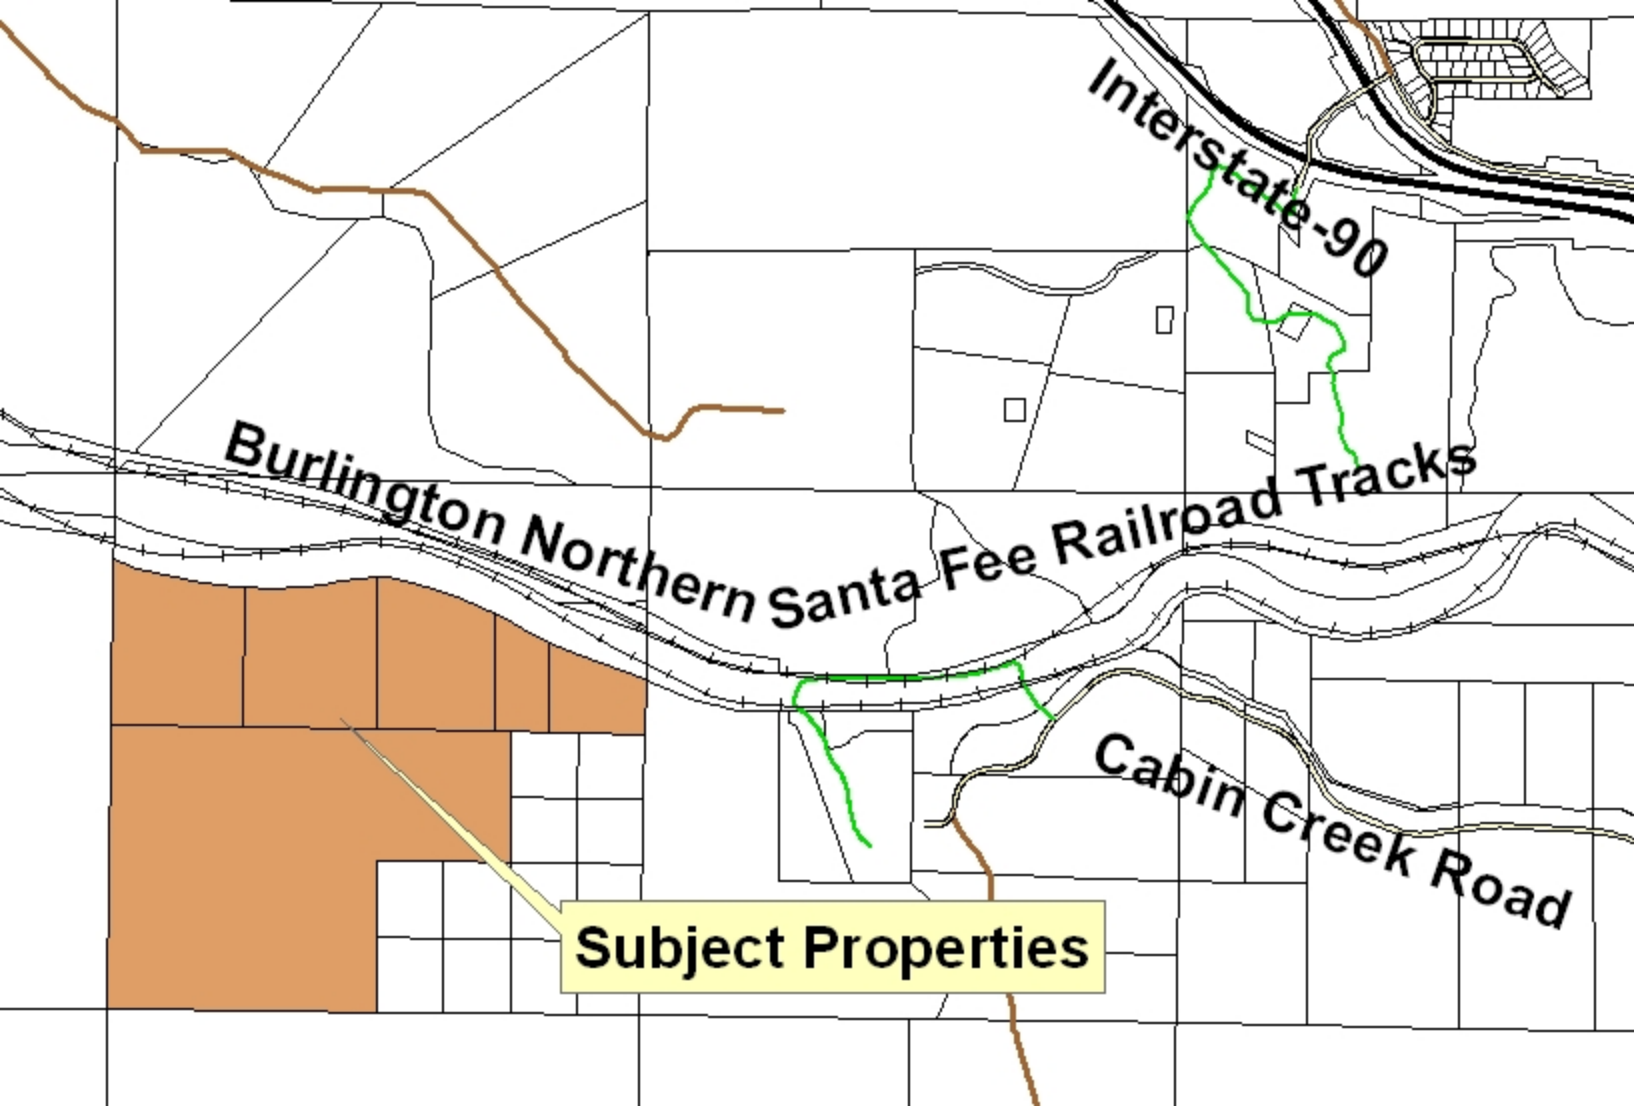 Interstate-90
Burlington Northern Santa Fee Railroad Tracks
Cabin Creek Road
Subject Properties